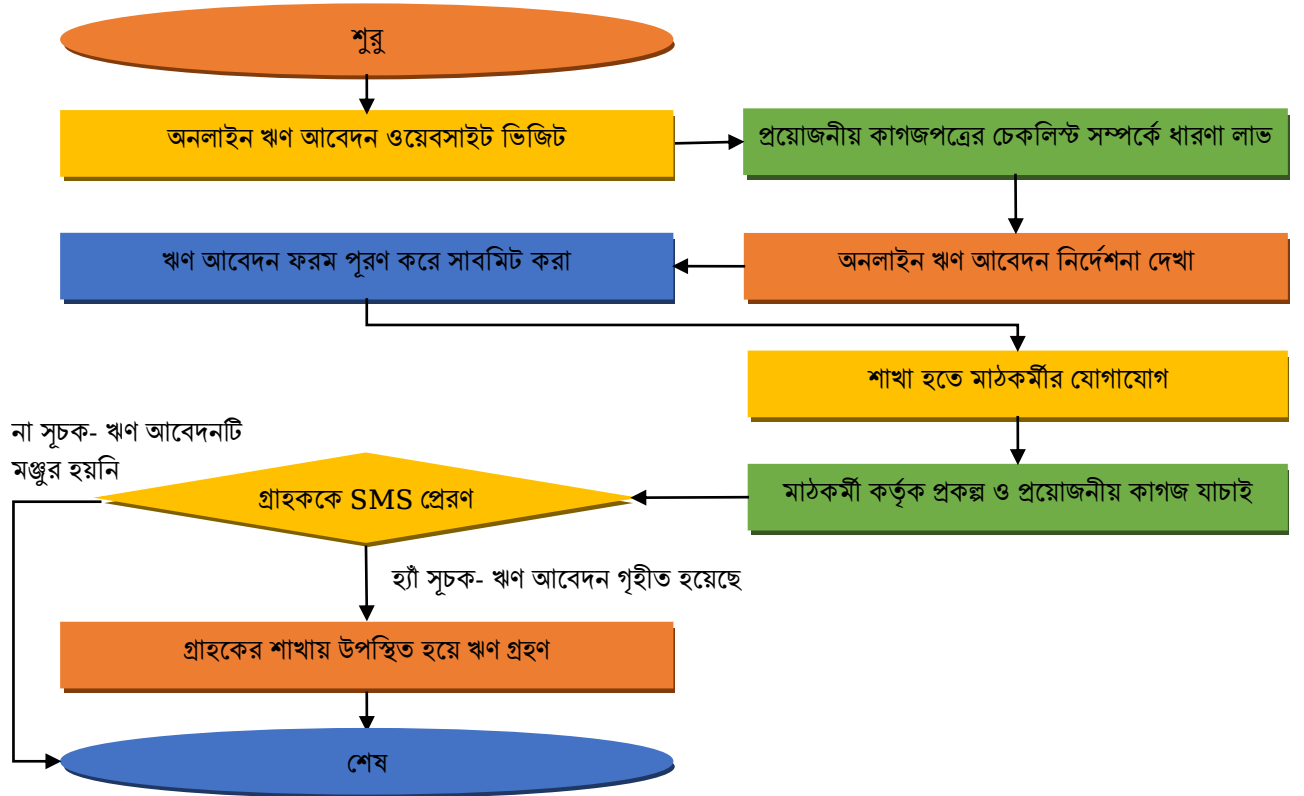 শুরু
অনলাইন ঋণ আবেদন ওয়েবসাইট ভিজিট
প্রয়োজনীয় কাগজপত্রের চেকলিস্ট সম্পর্কে ধারণা লাভ
অনলাইন ঋণ আবেদন নির্দেশনা দেখা
ঋণ আবেদন ফরম পূরণ করে সাবমিট করা
শাখা হতে মাঠকর্মীর যোগাযোগ
মাঠকর্মী কর্তৃক প্রকল্প ও প্রয়োজনীয় কাগজ যাচাই
গ্রাহককে SMS প্রেরণ
না সূচক- ঋণ আবেদনটি
মঞ্জুর হয়নি
হ্যাঁ সূচক- ঋণ আবেদন গৃহীত হয়েছে
গ্রাহকের শাখায় উপস্থিত হয়ে ঋণ গ্রহণ
শেষ